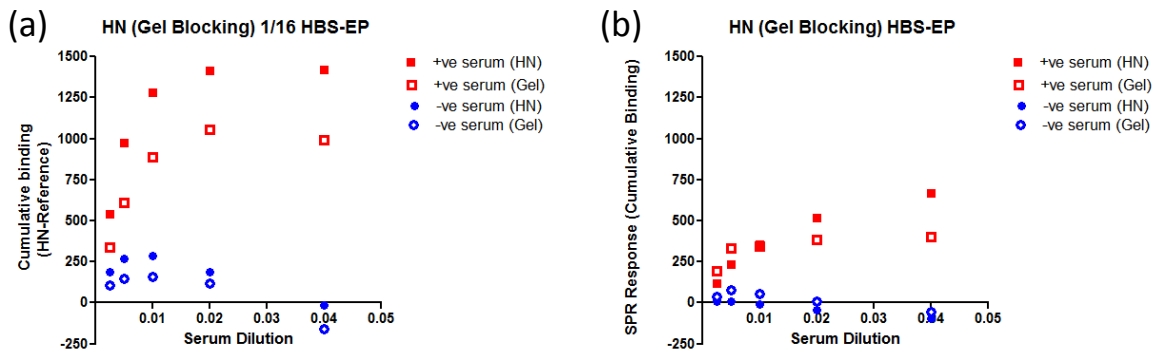 (a)
HN (Gel Blocking) 1/16 HBS-EP
1500
1250
1000
750
500
250
0
-250
0.01
0.02
0.03
0.04
0.05
Cumulative binding
(HN-Reference)
Serum Dilution
+ve serum (HN)
+ve serum (Gel)
-ve serum (HN)
-ve serum (Gel)
(b)
HN (Gel Blocking) HBS-EP
1500
1250
1000
750
500
250
0
-250
0.01
0.02
0.03
0.04
0.05
SPR Response (Cumulative Binding)
Serum Dilution
+ve serum (HN)
+ve serum (Gel)
-ve serum (HN)
-ve serum (Gel)